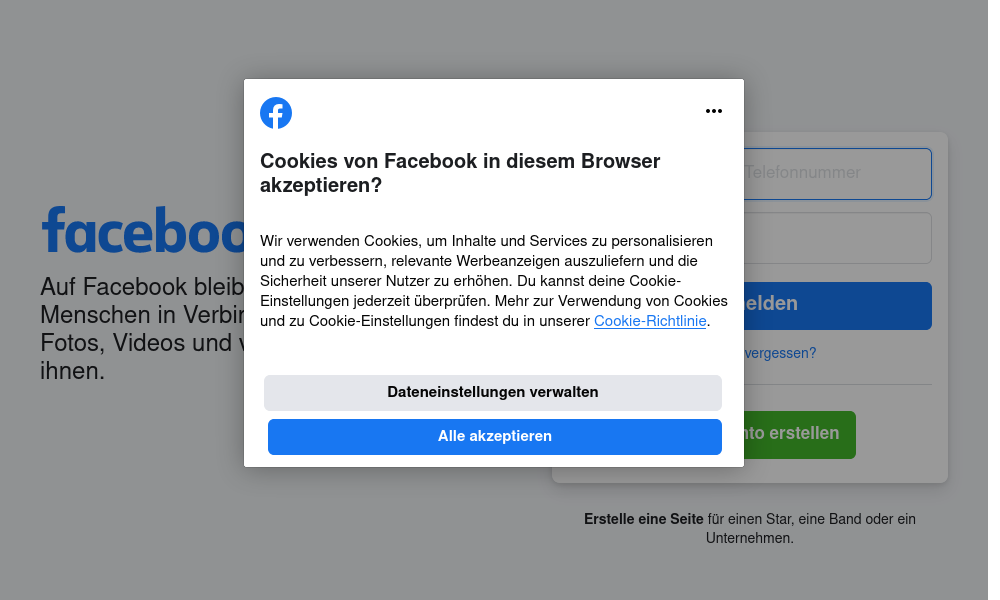 Cookies von Facebook in diesem Browser
akzeptieren?
Wir verwenden Cookies, um Inhalte und Services zu personalisieren
und zu verbessern, relevante Werbeanzeigen auszuliefern und die
Sicherheit unserer Nutzer zu erhöhen. Du kannst deine Cookie-
Einstellungen jederzeit überprüfen. Mehr zur Verwendung von Cookies
und zu Cookie-Einstellungen findest du in unserer Cookie-Richtlinie.
Dateneinstellungen verwalten
Alle akzeptieren
faceboo
Auf Facebook bleib
Menschen in Verbin
Fotos, Videos und v
ihnen.
Telefonnummer
elden
vergessen?
nto erstellen
Erstelle eine Seite für einen Star, eine Band oder ein
Unternehmen.